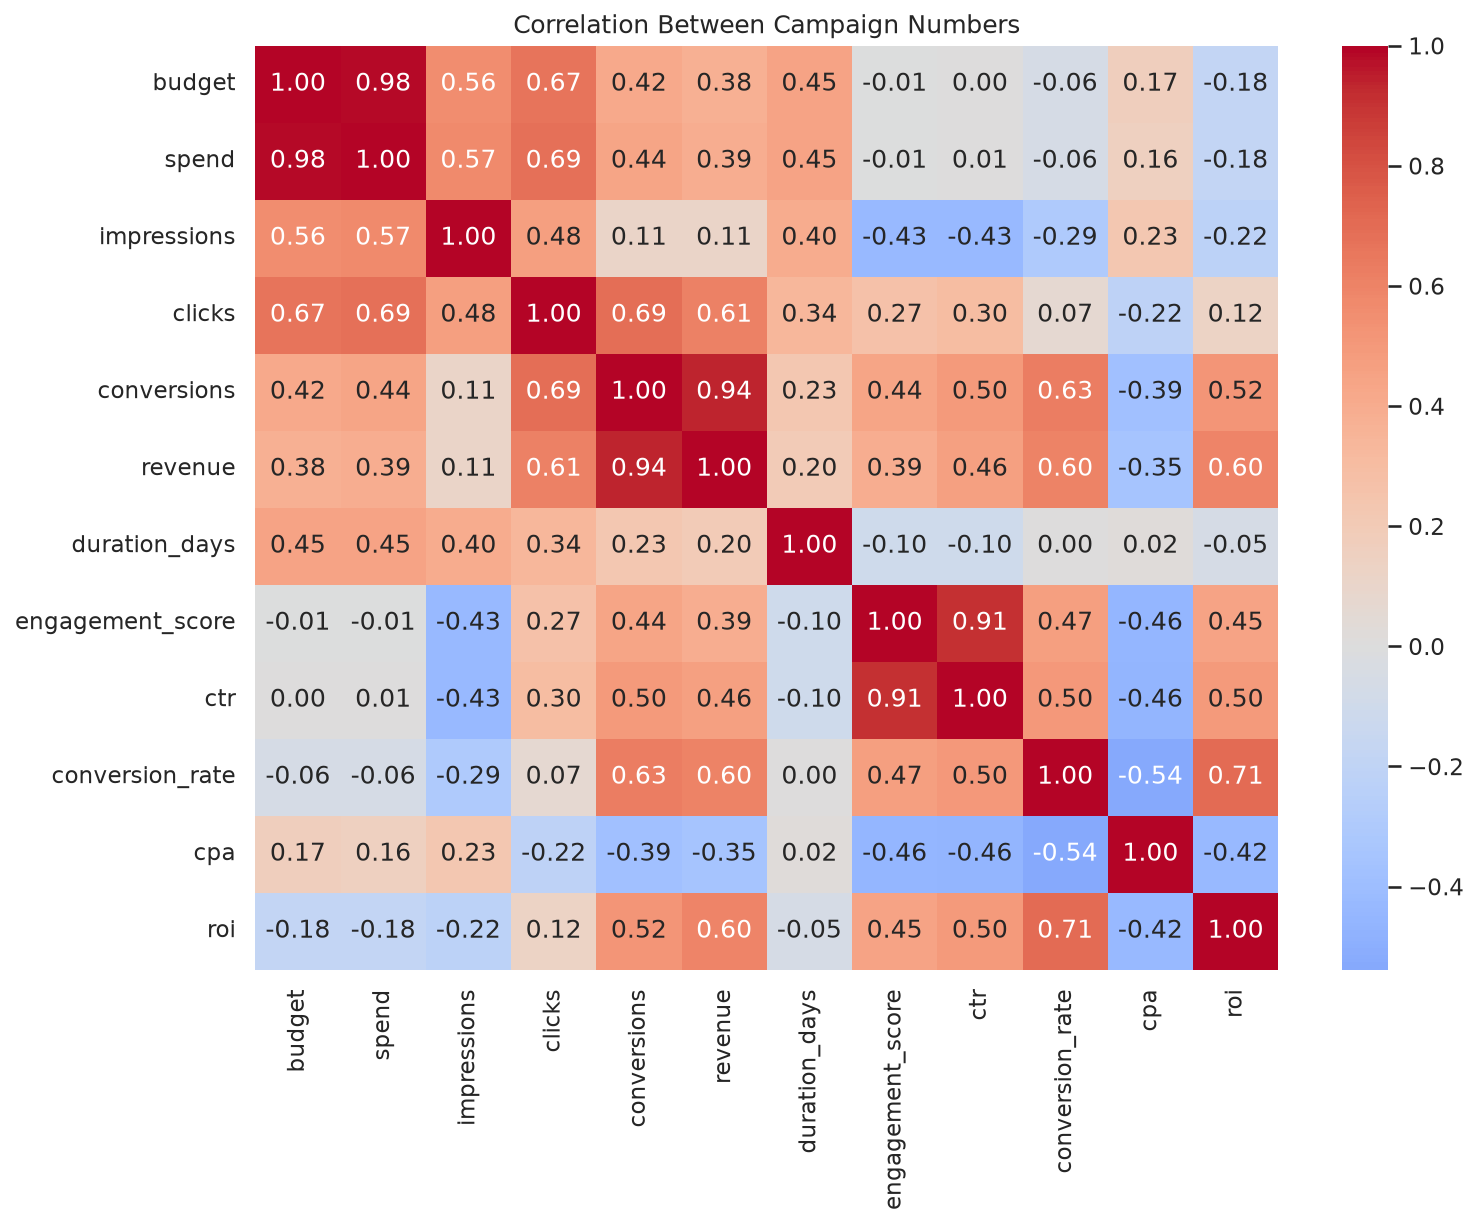 Correlation Between Campaign Numbers
budget 1.00 0.98 0.56 0.67 0.42 0.38 0.45 -0.01 0.00 -0.06 0.17 -0.18
spend 0.98 1.00 0.57 0.69 0.44 0.39 0.45 -0.01 0.01 -0.06 0.16 -0.18
impressions 0.56 0.57 1.00 0.48 0.11 0.11 0.40 -0.43 -0.43 -0.29 0.23 -0.22
clicks 0.67 0.69 0.48 1.00 0.69 0.61 0.34 0.27 0.30 0.07 -0.22 0.12
conversions 0.42 0.44 0.11 0.69 1.00 0.94 0.23 0.44 0.50 0.63 -0.39 0.52
revenue 0.38 0.39 0.11 0.61 0.94 1.00 0.20 0.39 0.46 0.60 -0.35 0.60
duration_days 0.45 0.45 0.40 0.34 0.23 0.20 1.00 -0.10 -0.10 0.00 0.02 -0.05
engagement_score -0.01 -0.01 -0.43 0.27 0.44 0.39 -0.10 1.00 0.91 0.47 -0.46 0.45
ctr 0.00 0.01 -0.43 0.30 0.50 0.46 -0.10 0.91 1.00 0.50 -0.46 0.50
conversion_rate -0.06 -0.06 -0.29 0.07 0.63 0.60 0.00 0.47 0.50 1.00 -0.54 0.71
cpa 0.17 0.16 0.23 -0.22 -0.39 -0.35 0.02 -0.46 -0.46 -0.54 1.00 -0.42
roi -0.18 -0.18 -0.22 0.12 0.52 0.60 -0.05 0.45 0.50 0.71 -0.42 1.00
budget
spend
impressions
clicks
conversions
revenue
duration_days
engagement_score
ctr
conversion_rate
cpa
roi
1.0
0.8
0.6
0.4
0.2
0.0
−0.2
−0.4